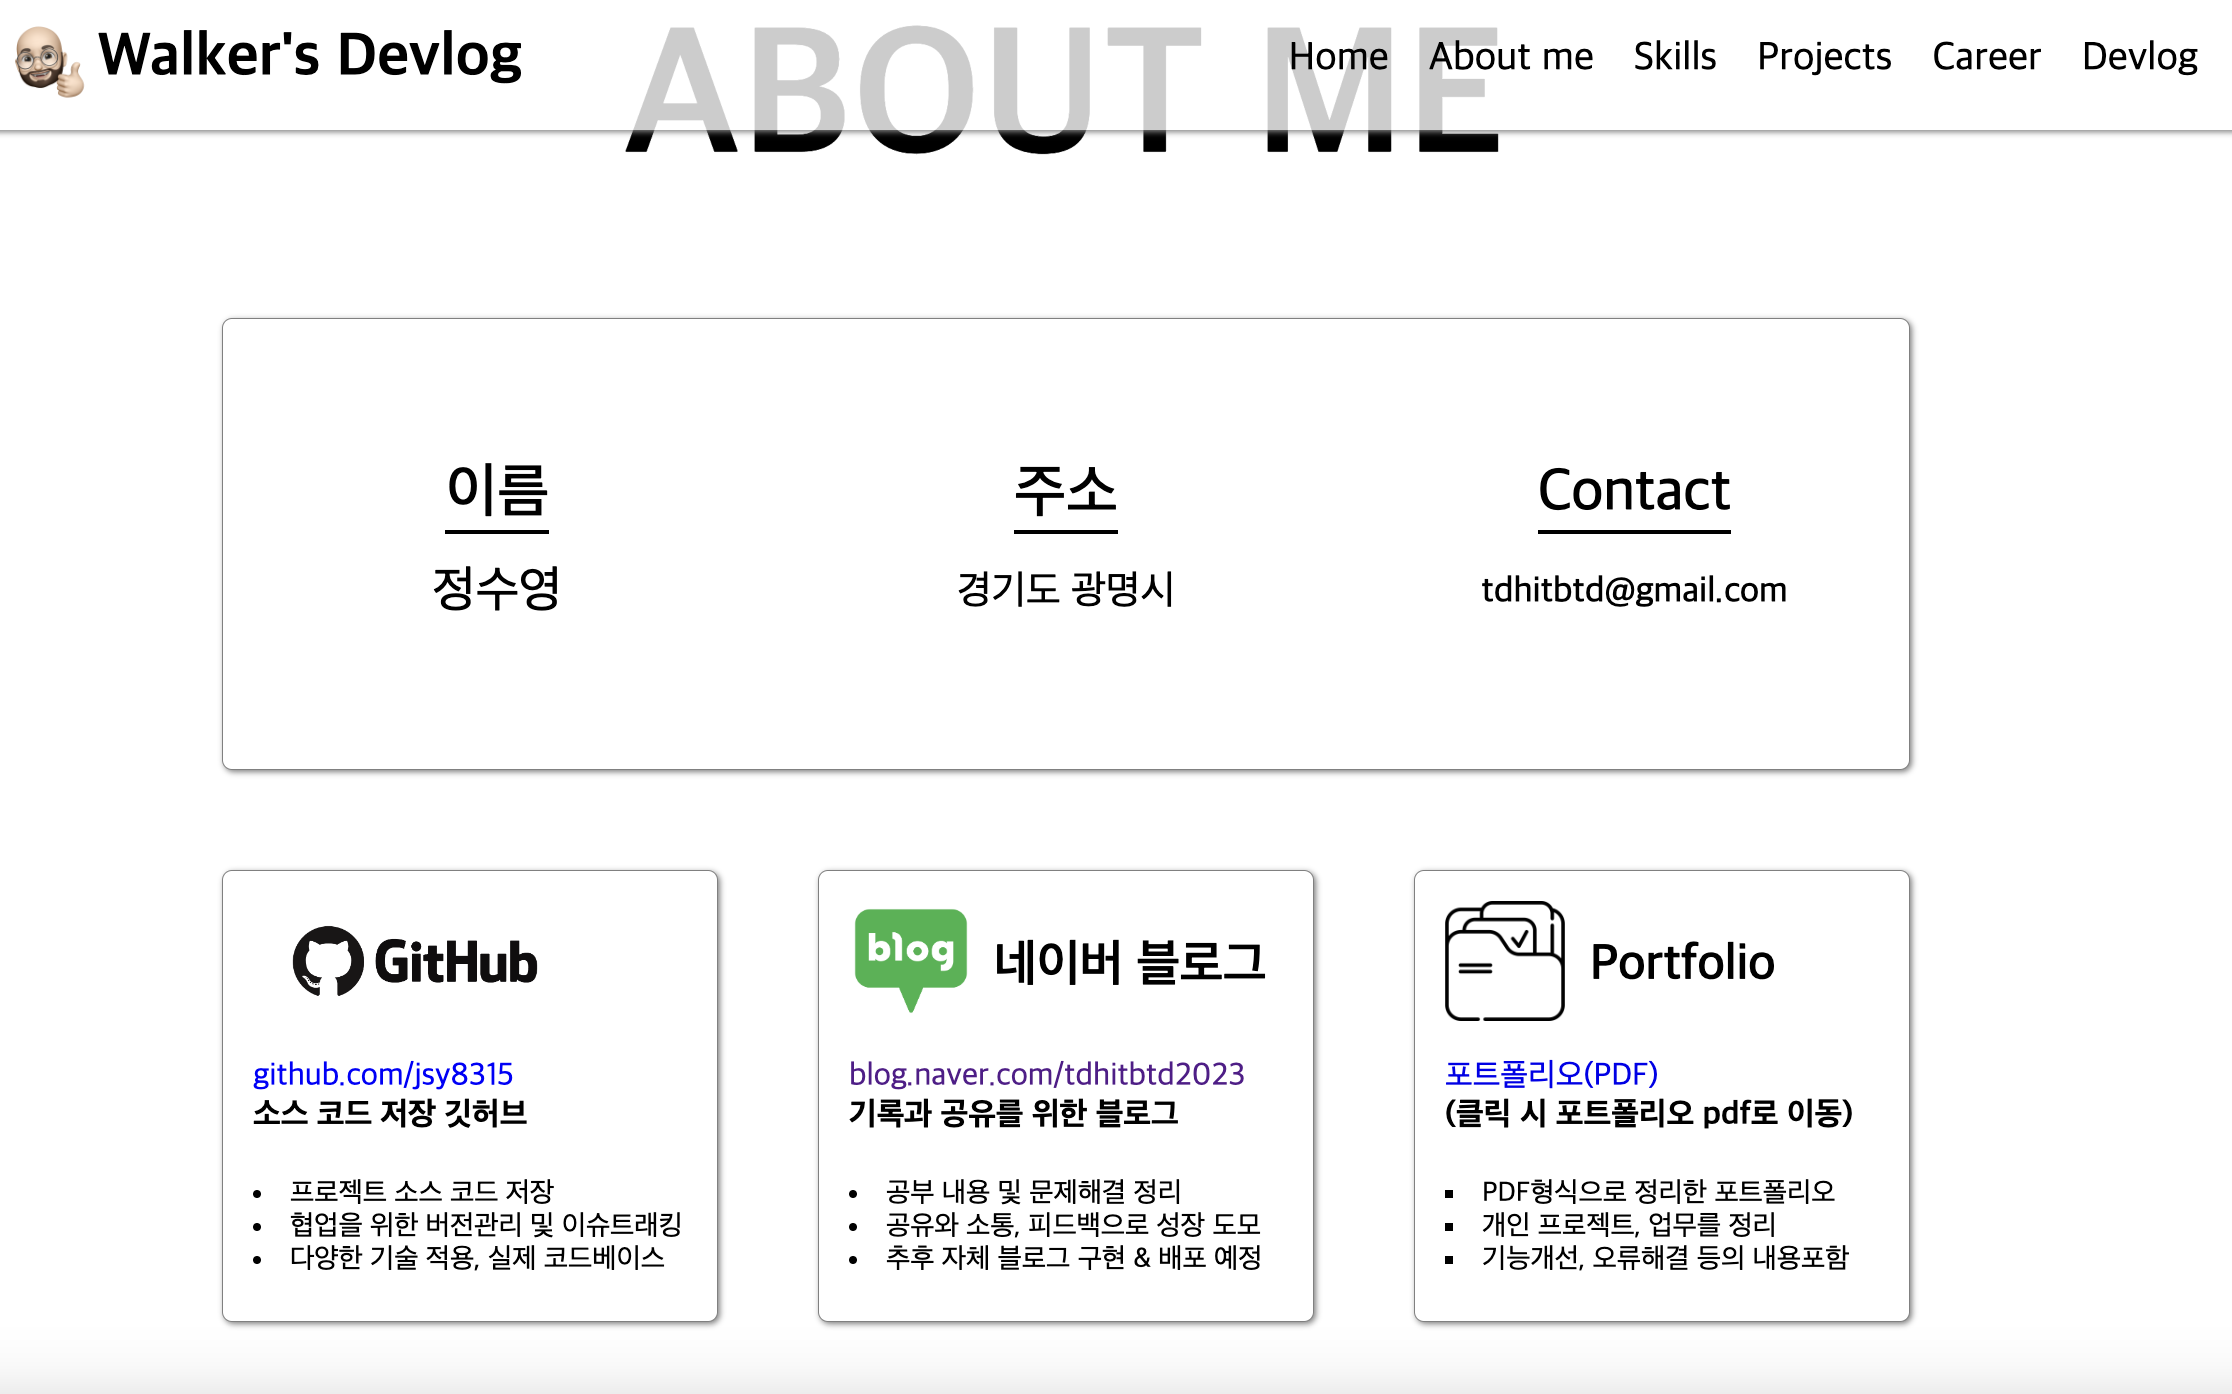 Walker's Devlog
Home About me Skills Projects Career Devlog
ABOUT ME
이름
정수영
주소
경기도 광명시
Contact
tdhitbtd@gmail.com
GitHub
github.com/jsy8315
소스 코드 저장 깃허브
• 프로젝트 소스 코드 저장
• 협업을 위한 버전관리 및 이슈트래킹
• 다양한 기술 적용, 실제 코드베이스
blog 네이버 블로그
blog.naver.com/tdhitbtd2023
기록과 공유를 위한 블로그
• 공부 내용 및 문제해결 정리
• 공유와 소통, 피드백으로 성장 도모
• 추후 자체 블로그 구현 & 배포 예정
Portfolio
포트폴리오(PDF)
(클릭 시 포트폴리오 pdf로 이동)
▪ PDF형식으로 정리한 포트폴리오
▪ 개인 프로젝트, 업무를 정리
▪ 기능개선, 오류해결 등의 내용포함